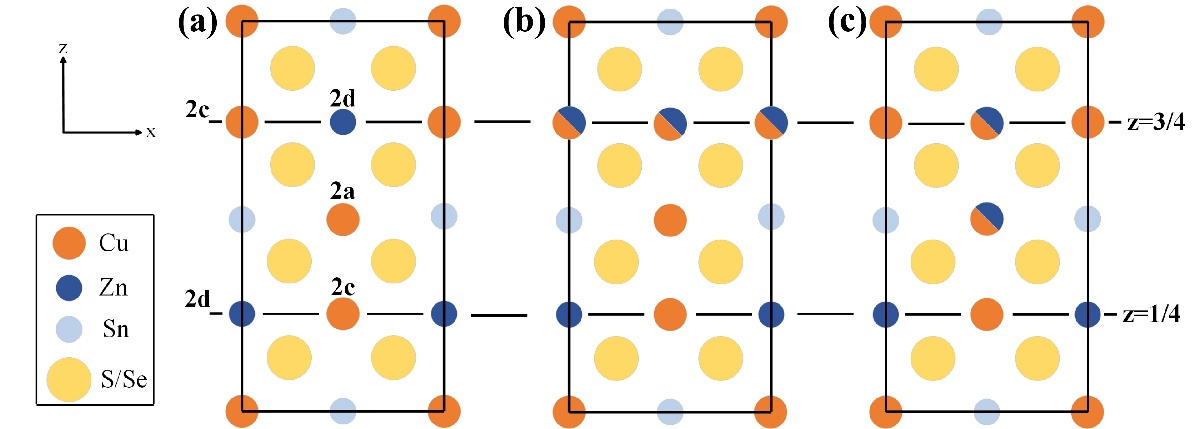 (a)
(b)
(c)
z
x
2c
2d
z=3/4
2a
2d
2c
z=1/4
Cu
Zn
Sn
S/Se